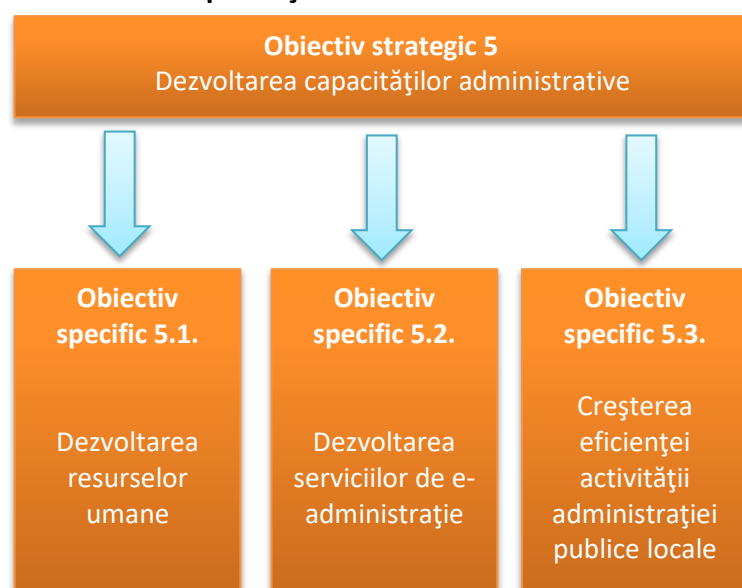 Obiectiv strategic 5
Dezvoltarea capacităţilor administrative
Obiectiv
specific 5.1.
Dezvoltarea
resurselor
umane
Obiectiv
specific 5.2.
Dezvoltarea
serviciilor de e-
administraţie
Obiectiv
specific 5.3.
Creşterea
eficienţei
activităţii
administraţiei
publice locale